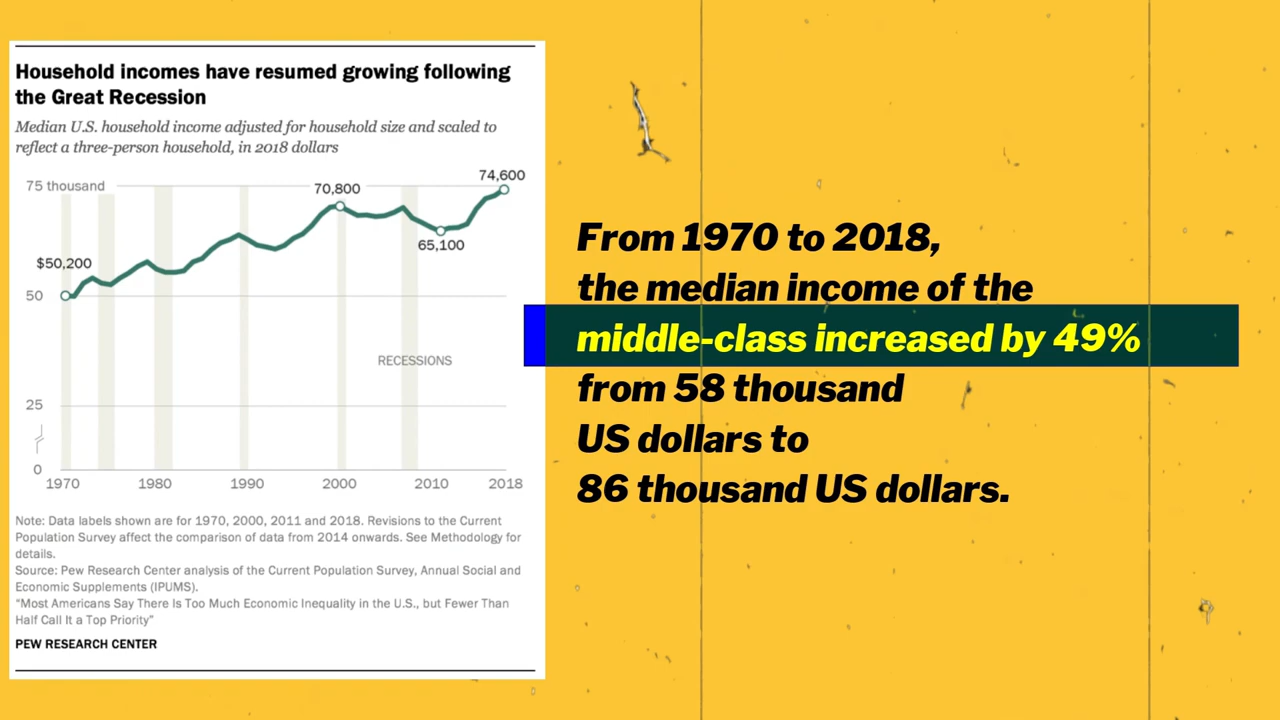 Household incomes have resumed growing following
the Great Recession
Median U.S. household income adjusted for household size and scaled to
reflect a three-person household, in 2018 dollars
75 thousand
74,600
70,800
65,100
$50,200
50
RECESSIONS
25
0
1970 1980 1990 2000 2010 2018
Note: Data labels shown are for 1970, 2000, 2011 and 2018. Revisions to the Current
Population Survey affect the comparison of data from 2014 onwards. See Methodology for
details.
Source: Pew Research Center analysis of the Current Population Survey, Annual Social and
Economic Supplements (IPUMS).
“Most Americans Say There Is Too Much Economic Inequality in the U.S., but Fewer Than
Half Call It a Top Priority”
PEW RESEARCH CENTER
From 1970 to 2018,
the median income of the
middle-class increased by 49%
from 58 thousand
US dollars to
86 thousand US dollars.